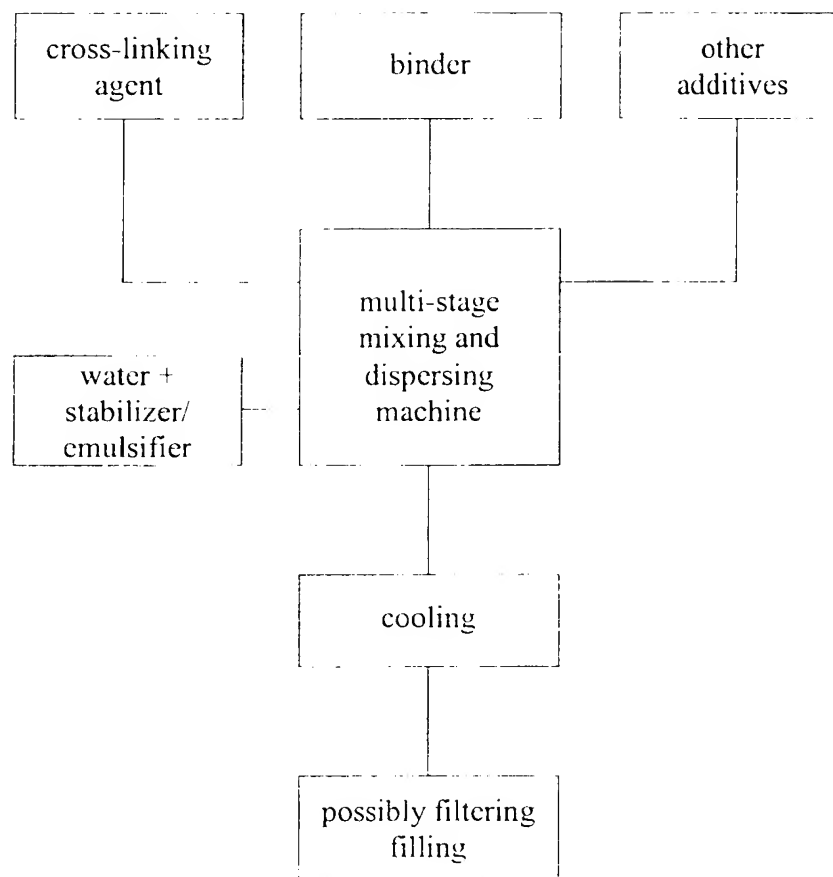 cross-linking
agent
binder
other
additives
multi-stage
mixing and
dispersing
machine
water +
stabilizer/
emulsifier
cooling
possibly filtering
filling